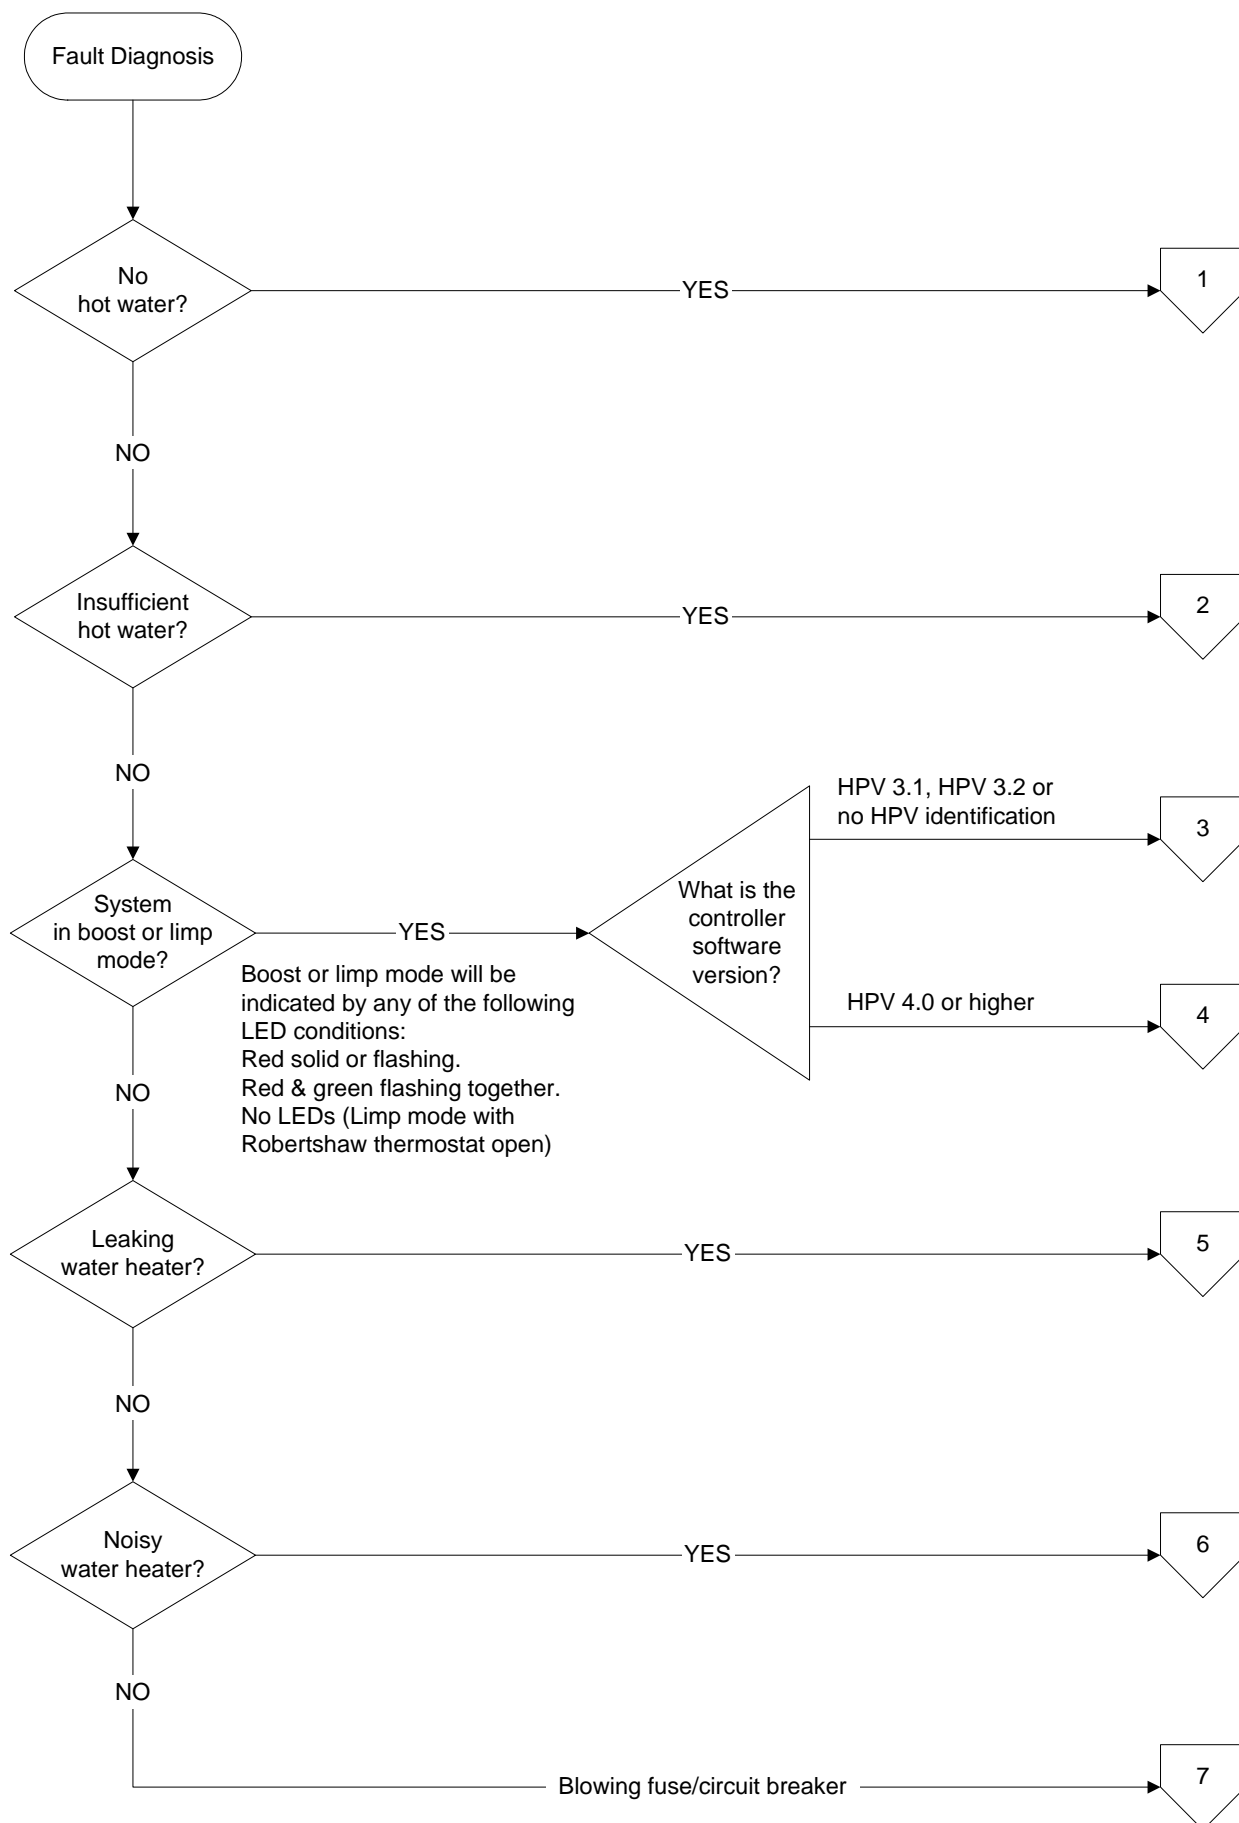 Fault Diagnosis
No
hot water?
YES
1
NO
Insufficient
hot water?
YES
2
NO
System
in boost or limp
mode?
YES
Boost or limp mode will be
indicated by any of the following
LED conditions:
Red solid or flashing.
Red & green flashing together.
No LEDs (Limp mode with
Robertshaw thermostat open)
What is the
controller
software
version?
HPV 3.1, HPV 3.2 or
no HPV identification
3
HPV 4.0 or higher
4
NO
Leaking
water heater?
YES
5
NO
Noisy
water heater?
YES
6
NO
Blowing fuse/circuit breaker
7